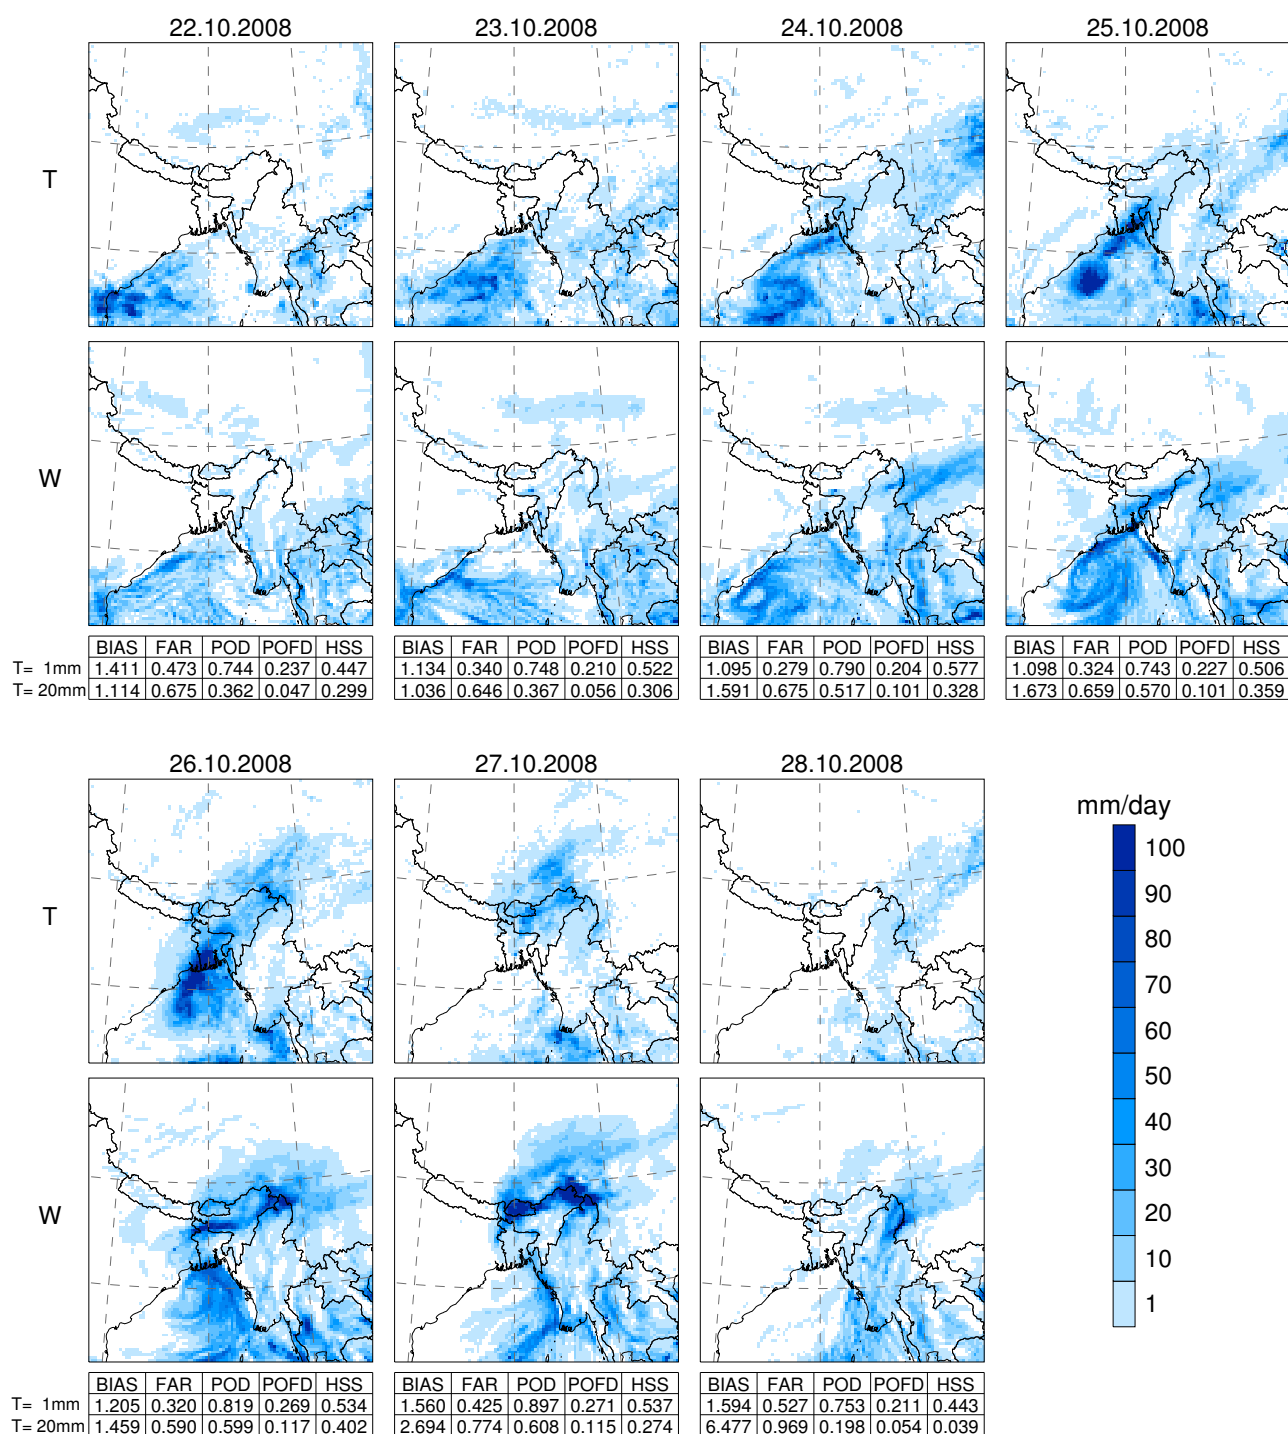 22.10.2008 23.10.2008 24.10.2008 25.10.2008
T
W
BIAS FAR POD POFD HSS BIAS FAR POD POFD HSS BIAS FAR POD POFD HSS BIAS FAR POD POFD HSS
T= 1mm 1.411 0.473 0.744 0.237 0.447 1.134 0.340 0.748 0.210 0.522 1.095 0.279 0.790 0.204 0.577 1.098 0.324 0.743 0.227 0.506
T= 20mm 1.114 0.675 0.362 0.047 0.299 1.036 0.646 0.367 0.056 0.306 1.591 0.675 0.517 0.101 0.328 1.673 0.659 0.570 0.101 0.359
26.10.2008 27.10.2008 28.10.2008
mm/day
100
90
T
80
70
60
50
40
30
W
20
10
1
BIAS FAR POD POFD HSS BIAS FAR POD POFD HSS BIAS FAR POD POFD HSS
T= 1mm 1.205 0.320 0.819 0.269 0.534 1.560 0.425 0.897 0.271 0.537 1.594 0.527 0.753 0.211 0.443
T= 20mm 1.459 0.590 0.599 0.117 0.402 2.694 0.774 0.608 0.115 0.274 6.477 0.969 0.198 0.054 0.039